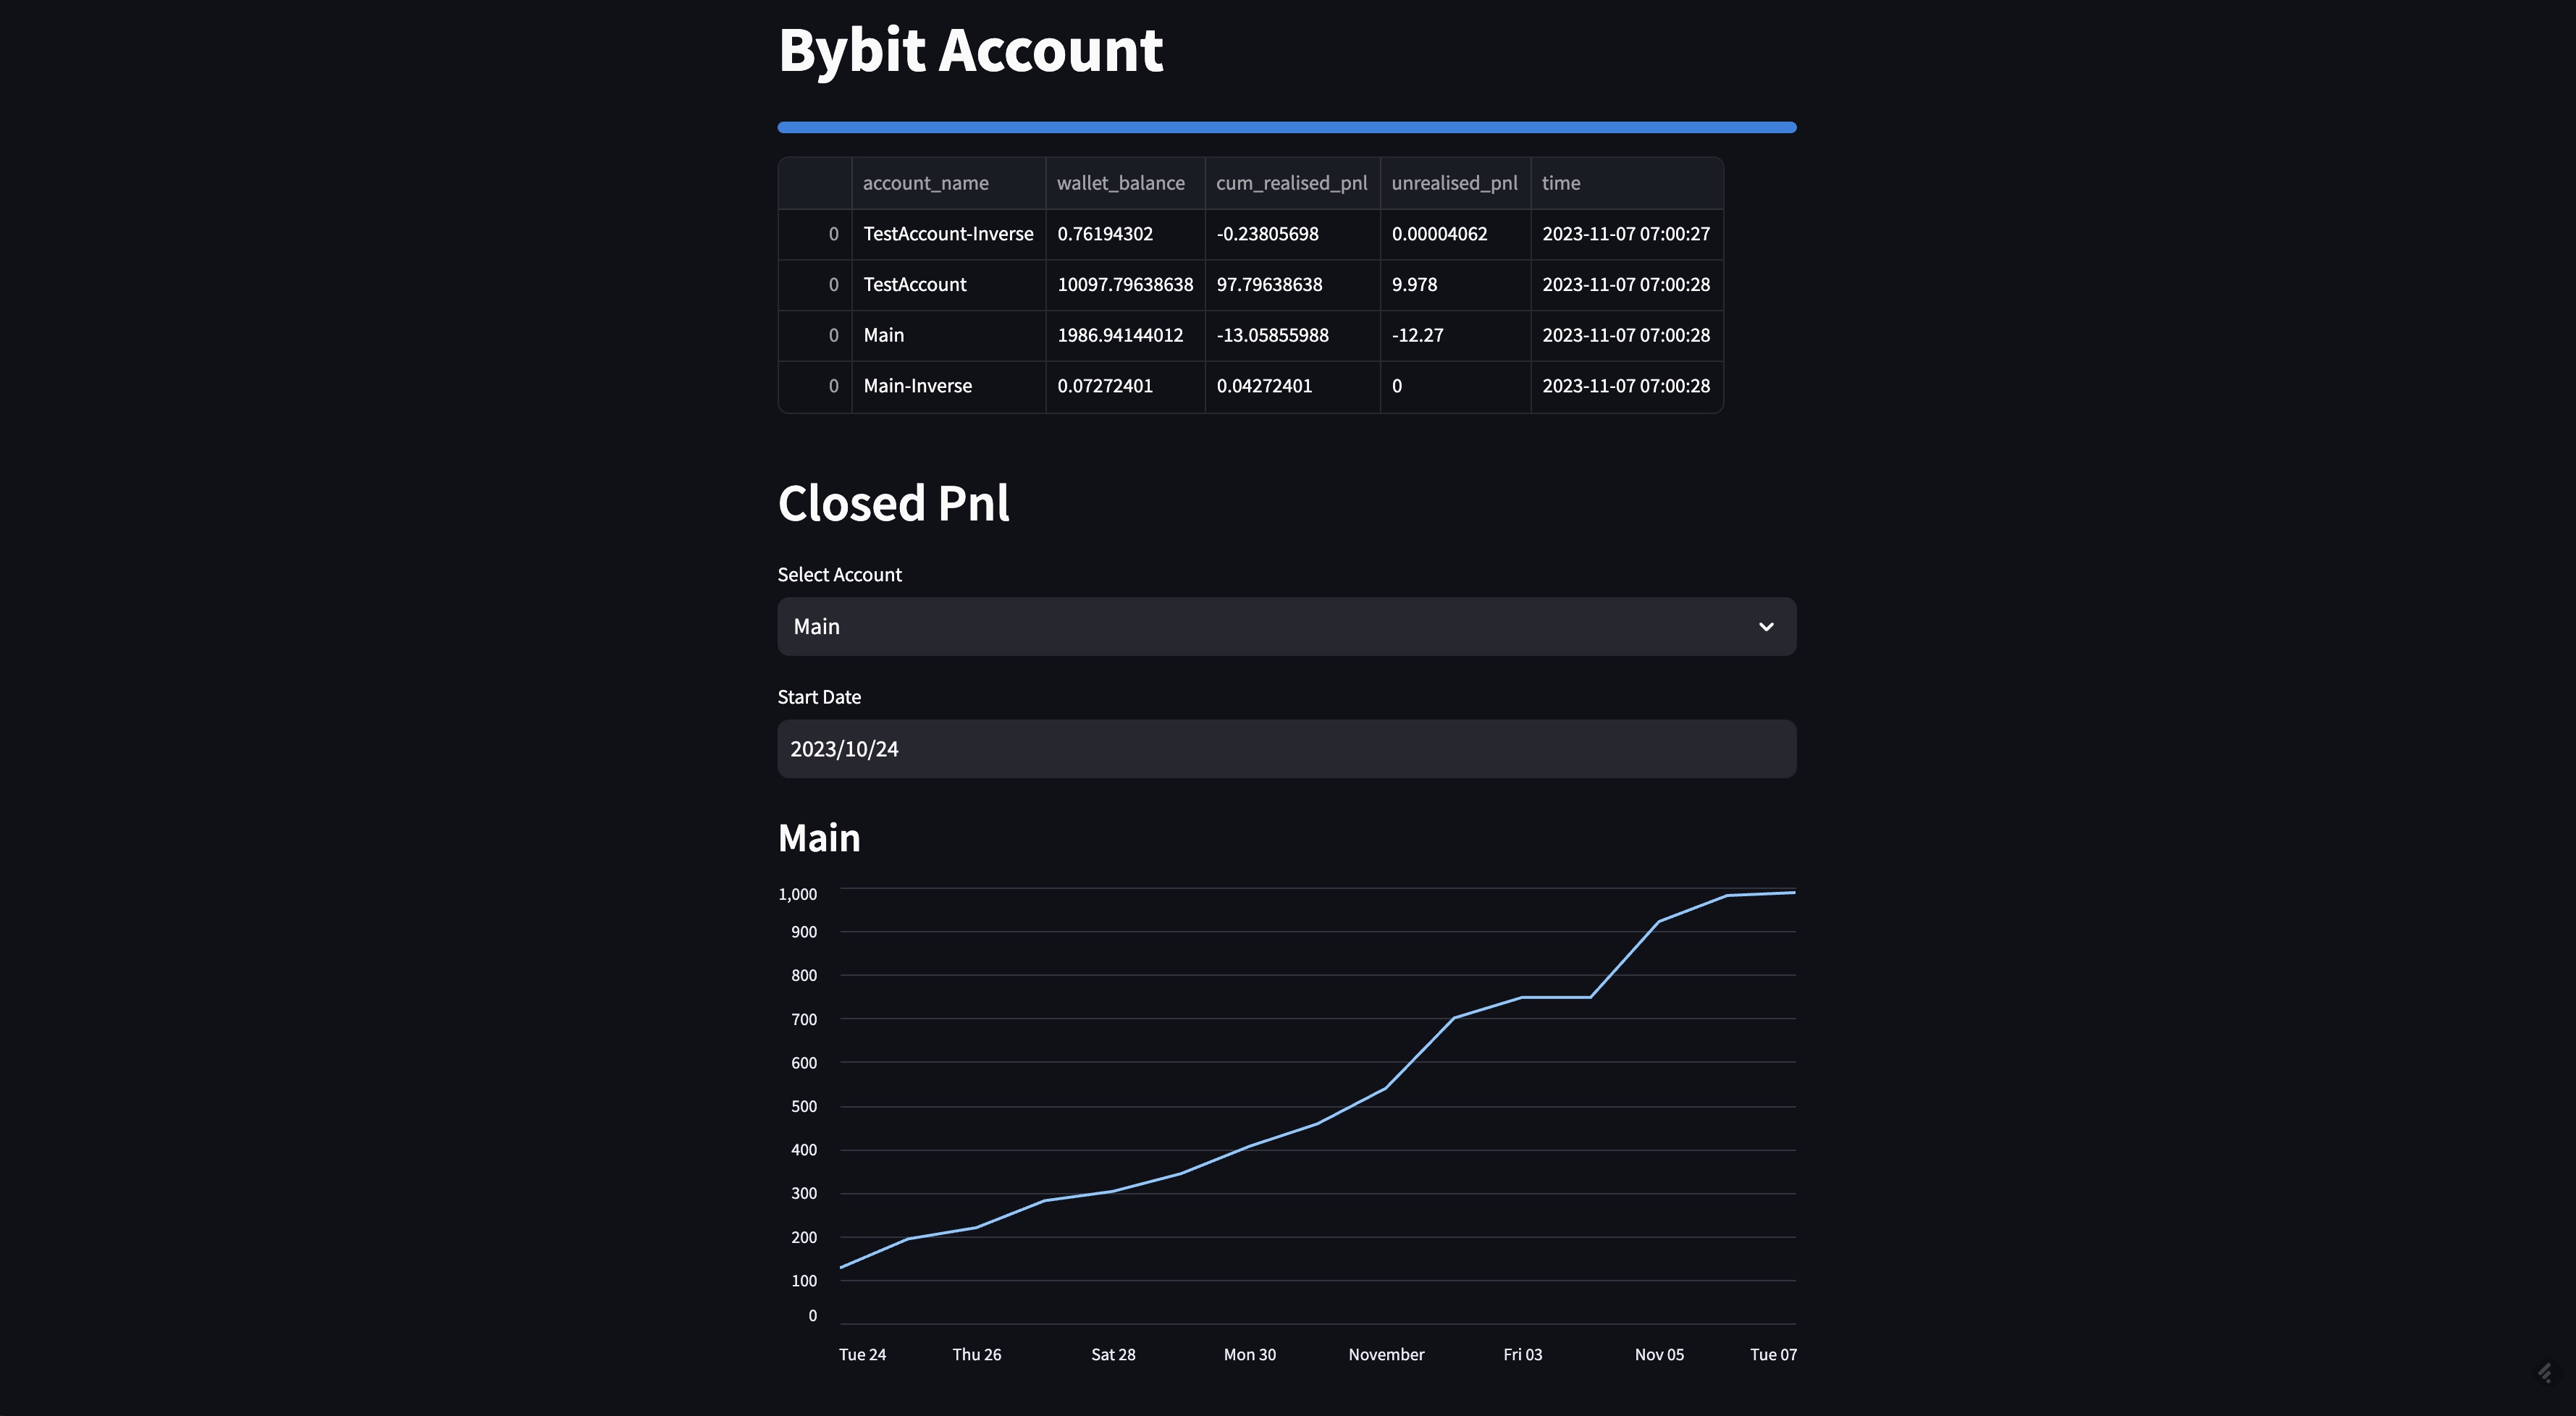 Bybit Account
account_name wallet_balance cum_realised_pnl unrealised_pnl time
0 TestAccount-Inverse 0.76194302 -0.23805698 0.00004062 2023-11-07 07:00:27
0 TestAccount 10097.79638638 97.79638638 9.978 2023-11-07 07:00:28
0 Main 1986.94144012 -13.05855988 -12.27 2023-11-07 07:00:28
0 Main-Inverse 0.07272401 0.04272401 0 2023-11-07 07:00:28
Closed Pnl
Select Account
Main
Start Date
2023/10/24
Main
1,000
900
800
700
600
500
400
300
200
100
0
Tue 24 Thu 26 Sat 28 Mon 30 November Fri 03 Nov 05 Tue 07